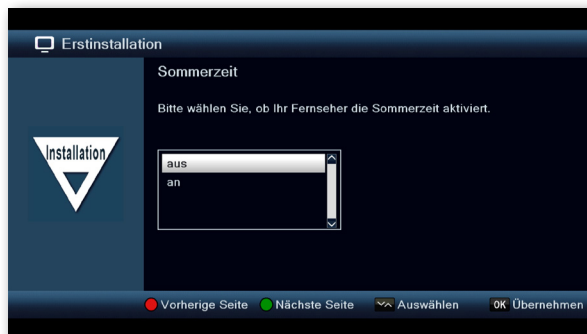 Erstinstallation
Sommerzeit
Bitte wählen Sie, ob Ihr Fernseher die Sommerzeit aktiviert.
Installation
aus
an
Vorherige Seite Nächste Seite Auswählen OK Übernehmen